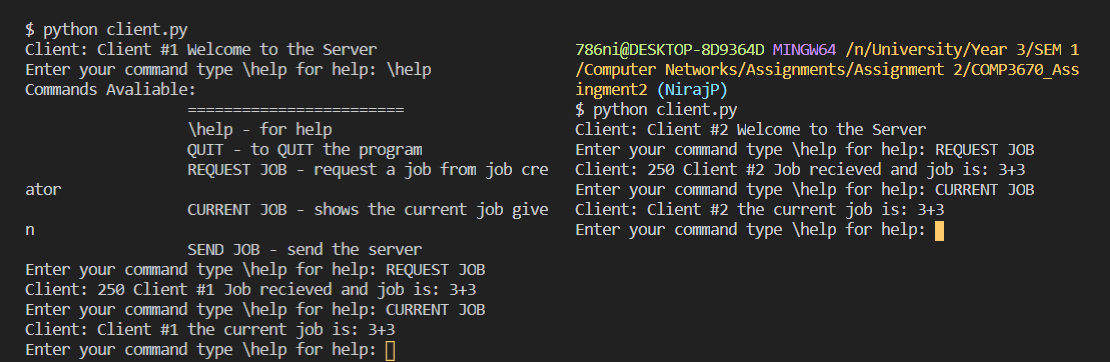 $ python client.py
Client: Client #1 Welcome to the Server
Enter your command type \help for help: \help
Commands Avaliable:
========================
\help - for help
QUIT - to QUIT the program
REQUEST JOB - request a job from job cre
ator
CURRENT JOB - shows the current job give
n
SEND JOB - send the server
Enter your command type \help for help: REQUEST JOB
Client: 250 Client #1 Job recieved and job is: 3+3
Enter your command type \help for help: CURRENT JOB
Client: Client #1 the current job is: 3+3
Enter your command type \help for help:
786ni@DESKTOP-8D9364D MINGW64 /n/University/Year 3/SEM 1
/Computer Networks/Assignments/Assignment 2/COMP3670_Ass
ingment2 (NirajP)
$ python client.py
Client: Client #2 Welcome to the Server
Enter your command type \help for help: REQUEST JOB
Client: 250 Client #2 Job recieved and job is: 3+3
Enter your command type \help for help: CURRENT JOB
Client: Client #2 the current job is: 3+3
Enter your command type \help for help: